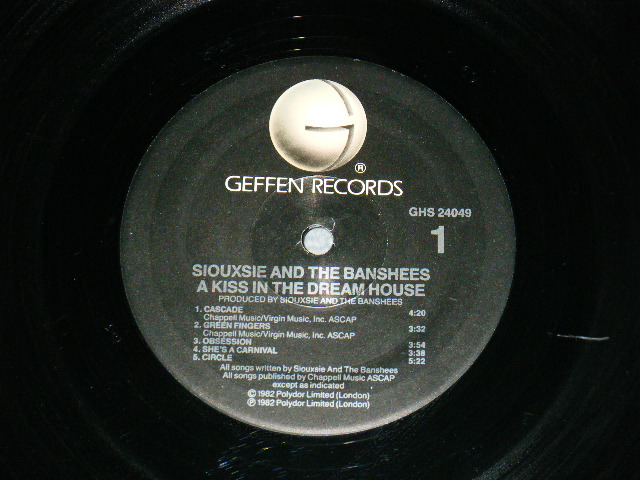 ®
GEFFEN RECORDS
GHS 24049
1
SIOUXSIE AND THE BANSHEES
A KISS IN THE DREAM HOUSE
PRODUCED BY SIOUXSIE AND THE BANSHEES
1. CASCADE 4:20
Chappell Music/Virgin Music, Inc. ASCAP
2. GREEN FINGERS 3:32
Chappell Music/Virgin Music, Inc. ASCAP
3. OBSESSION 3:54
4. SHE'S A CARNIVAL 3:38
5. CIRCLE 5:22
All songs written by Siouxsie And The Banshees
All songs published by Chappell Music ASCAP
except as indicated
© 1982 Polydor Limited (London)
℗ 1982 Polydor Limited (London)